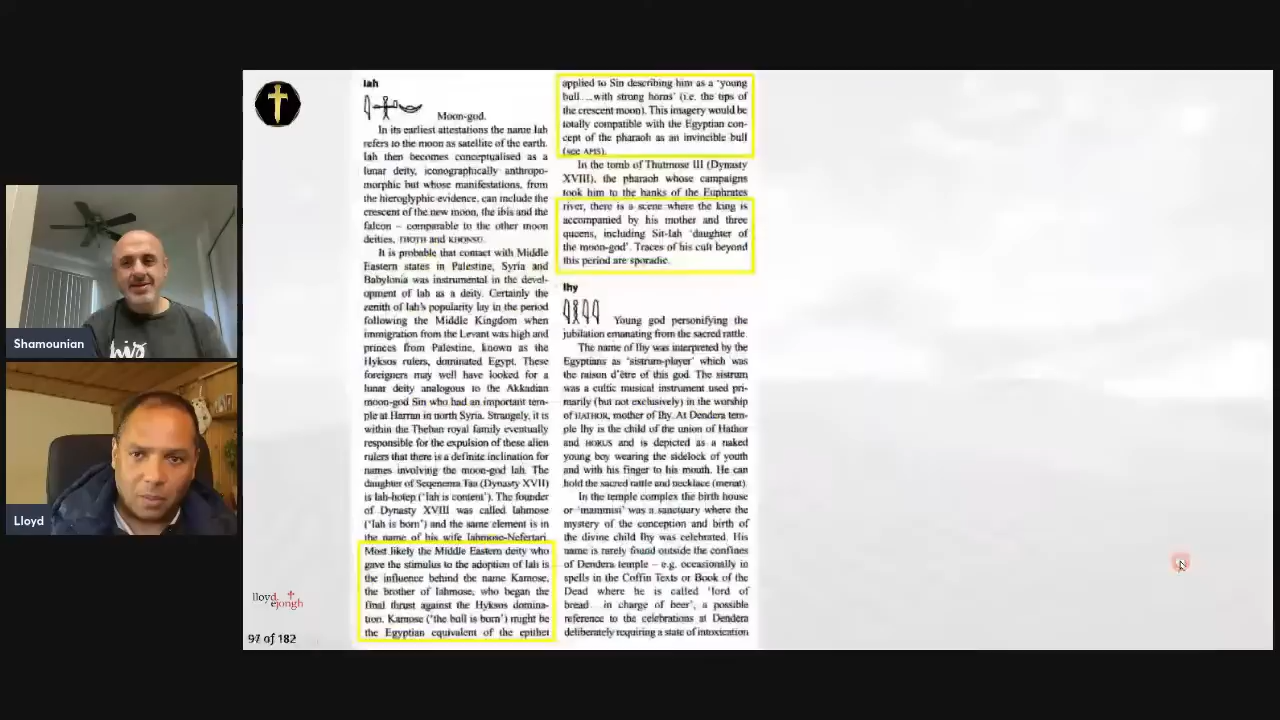 Iah
Moon-god.
In its earliest attestations the name Iah
refers to the moon as satellite of the earth.
Iah then becomes conceptualised as a
lunar deity, iconographically anthropo-
morphic but whose manifestations, from
the hieroglyphic evidence, can include the
crescent of the new moon, the ibis and the
falcon – comparable to the other moon
deities, THOTH and KHONSU.
It is probable that contact with Middle
Eastern states in Palestine, Syria and
Babylonia was instrumental in the devel-
opment of Iah as a deity. Certainly the
zenith of Iah's popularity lay in the period
following the Middle Kingdom when
immigration from the Levant was high and
princes from Palestine, known as the
Hyksos rulers, dominated Egypt. These
foreigners may well have looked for a
lunar deity analogous to the Akkadian
moon-god Sin who had an important tem-
ple at Harran in north Syria. Strangely, it is
within the Theban royal family eventually
responsible for the expulsion of these alien
rulers that there is a definite inclination for
names involving the moon-god Iah. The
daughter of Seqenenra Tao (Dynasty XVII)
is Iah-hotep ('Iah is content'). The founder
of Dynasty XVIII was called Iahmose
('Iah is born') and the same element is in
the name of his wife Iahmose-Nefertari.
Most likely the Middle Eastern deity who
gave the stimulus to the adoption of Iah is
the influence behind the name Kamose,
the brother of Iahmose, who began the
final thrust against the Hyksos domina-
tion. Kamose ('the bull is born') might be
the Egyptian equivalent of the epithet
applied to Sin describing him as a 'young
bull ... with strong horns' (i.e. the tips of
the crescent moon). This imagery would be
totally compatible with the Egyptian con-
cept of the pharaoh as an invincible bull
(see APIS).
In the tomb of Thutmose III (Dynasty
XVIII), the pharaoh whose campaigns
took him to the banks of the Euphrates
river, there is a scene where the king is
accompanied by his mother and three
queens, including Sit-Iah 'daughter of
the moon-god'. Traces of his cult beyond
this period are sporadic.
Ihy
Young god personifying the
jubilation emanating from the sacred rattle.
The name of Ihy was interpreted by the
Egyptians as 'sistrum-player' which was
the raison d'être of this god. The sistrum
was a cultic musical instrument used pri-
marily (but not exclusively) in the worship
of HATHOR, mother of Ihy. At Dendera tem-
ple Ihy is the child of the union of Hathor
and HORUS and is depicted as a naked
young boy wearing the sidelock of youth
and with his finger to his mouth. He can
hold the sacred rattle and necklace (menat).
In the temple complex the birth house
or 'mammisi' was a sanctuary where the
mystery of the conception and birth of
the divine child Ihy was celebrated. His
name is rarely found outside the confines
of Dendera temple – e.g. occasionally in
spells in the Coffin Texts or Book of the
Dead where he is called 'lord of
bread ... in charge of beer', a possible
reference to the celebrations at Dendera
deliberately requiring a state of intoxication
Shamounian
Lloyd
lloyd
ejongh
97 of 182